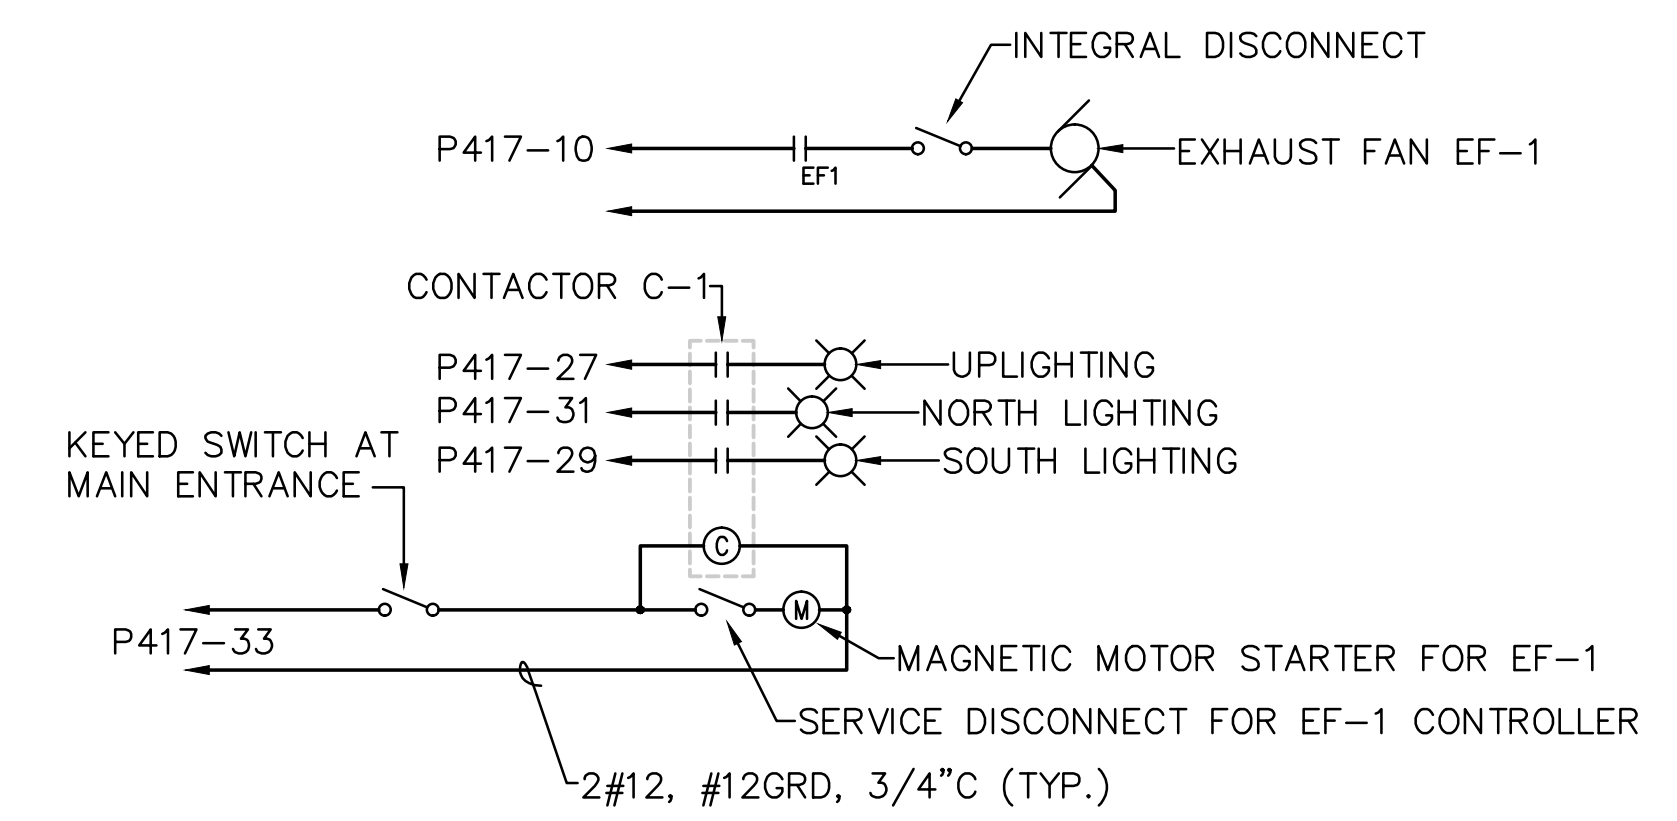 INTEGRAL DISCONNECT
P417-10
EF1
EXHAUST FAN EF-1
CONTACTOR C-1
P417-27
UPLIGHTING
P417-31
NORTH LIGHTING
P417-29
SOUTH LIGHTING
KEYED SWITCH AT
MAIN ENTRANCE
C
M
P417-33
MAGNETIC MOTOR STARTER FOR EF-1
SERVICE DISCONNECT FOR EF-1 CONTROLLER
2#12, #12GRD, 3/4"C (TYP.)